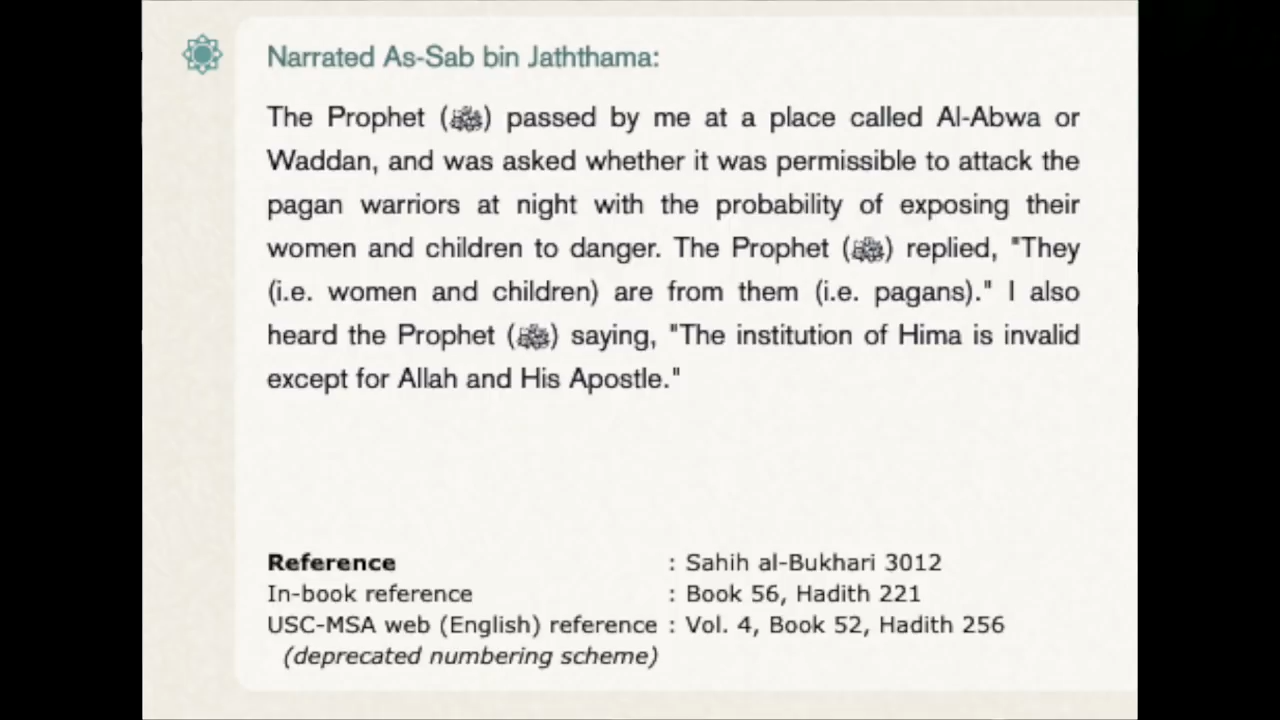 Narrated As-Sab bin Jaththama:
The Prophet (ﷺ) passed by me at a place called Al-Abwa or
Waddan, and was asked whether it was permissible to attack the
pagan warriors at night with the probability of exposing their
women and children to danger. The Prophet (ﷺ) replied, "They
(i.e. women and children) are from them (i.e. pagans)." I also
heard the Prophet (ﷺ) saying, "The institution of Hima is invalid
except for Allah and His Apostle."
Reference : Sahih al-Bukhari 3012
In-book reference : Book 56, Hadith 221
USC-MSA web (English) reference : Vol. 4, Book 52, Hadith 256
(deprecated numbering scheme)